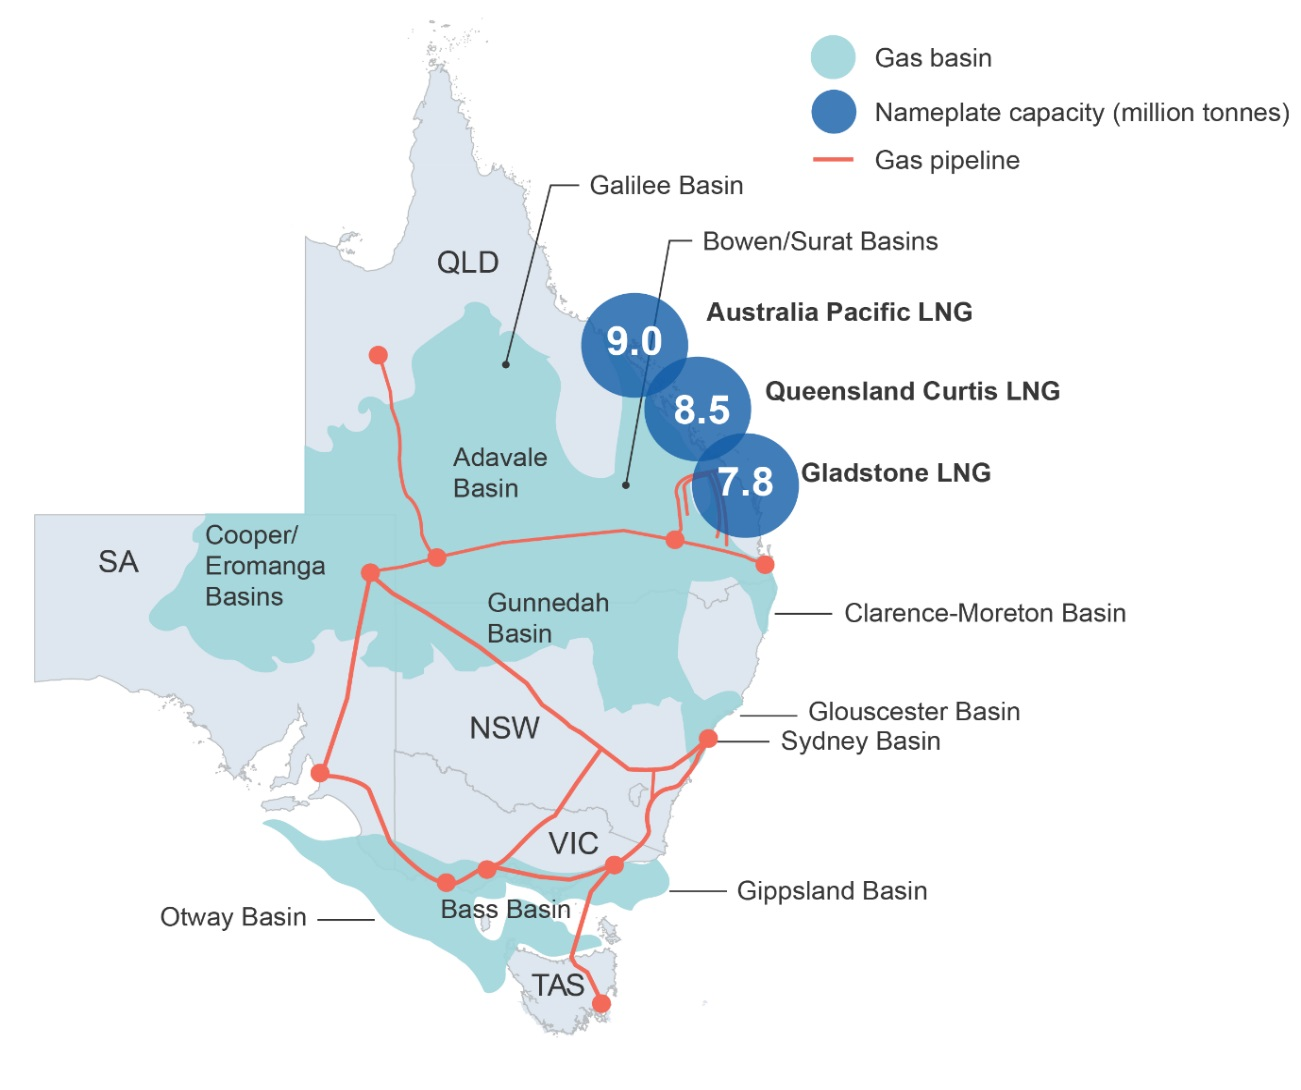 Gas basin
Nameplate capacity (million tonnes)
Gas pipeline
Galilee Basin
Bowen/Surat Basins
QLD
Australia Pacific LNG
9.0
Queensland Curtis LNG
8.5
Gladstone LNG
7.8
Adavale
Basin
Cooper/
Eromanga
Basins
SA
Gunnedah
Basin
Clarence-Moreton Basin
Glouscester Basin
Sydney Basin
NSW
VIC
Gippsland Basin
Bass Basin
Otway Basin
TAS